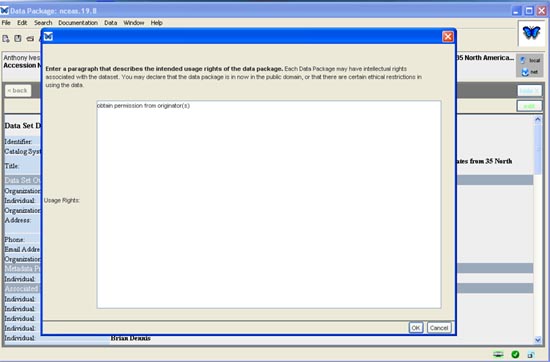 Data Package: nceas.19.8
File Edit Search Documentation Data Window Help
Anthony Ives
35 North America...
Accession N
local
net
< back
edit
Data Set D
Identifier:
Catalog Syst
Title:
ates from 35 North
Data Set O
Organization
Individual:
Organization
Address:
Phone:
Email Addre
Organization
Metadata P
Individual:
Associated
Individual:
Individual:
Individual:
Individual:
Individual:
Brian Dennis
Enter a paragraph that describes the intended usage rights of the data package. Each Data Package may have intellectual rights
associated with the dataset. You may declare that the data package is in now in the public domain, or that there are certain ethical restrictions in
using the data.
obtain permission from originator(s)
Usage Rights:
OK Cancel